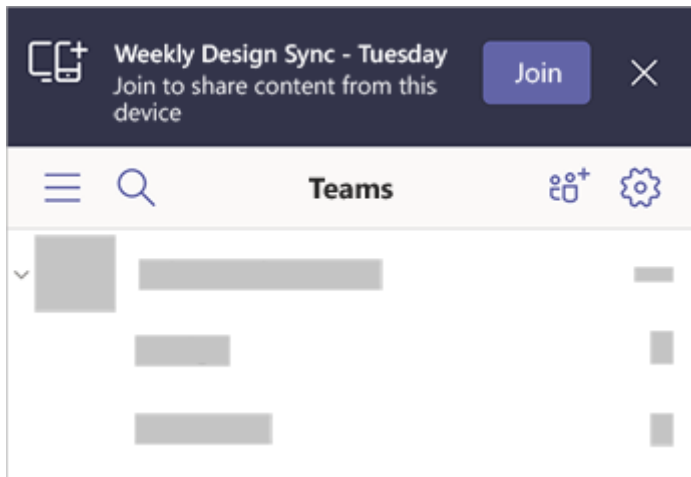 Weekly Design Sync - Tuesday
Join to share content from this
device
Join
Teams